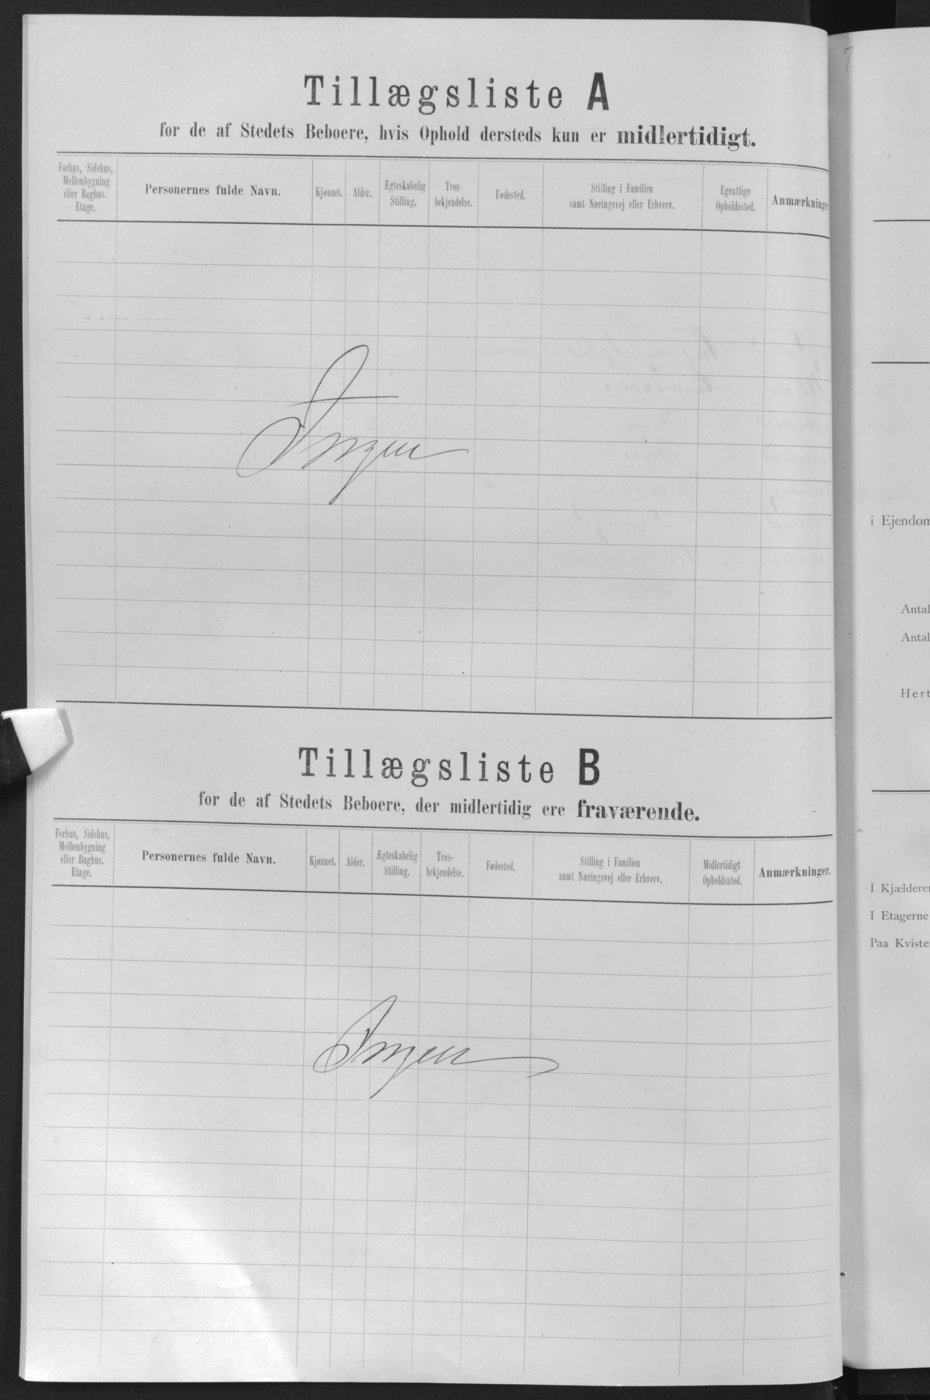 Tillægsliste A
for de af Stedets Beboere, hvis Ophold dersteds kun er midlertidigt.
Forhus, Sidehus,
Mellembygning
eller Baghus.
Etage.
Personernes fulde Navn.
Kjønnet.
Alder.
Ægteskabelig
Stilling.
Tros-
bekjendelse.
Fødested.
Stilling i Familien
samt Næringsvej eller Erhverv.
Egentlige
Opholdssted.
Anmærkninger
Ingen
Tillægsliste B
for de af Stedets Beboere, der midlertidig ere fraværende.
Forhus, Sidehus,
Mellembygning
eller Baghus.
Etage.
Personernes fulde Navn.
Kjønnet.
Alder.
Ægteskabelig
Stilling.
Tros-
bekjendelse.
Fødested.
Stilling i Familien
samt Næringsvej eller Erhverv.
Midlertidigt
Opholdssted.
Anmærkninger.
Ingen
7
i Ejendom
Antal
Antal
Hert
I Kjælderen
I Etagerne
Paa Kviste